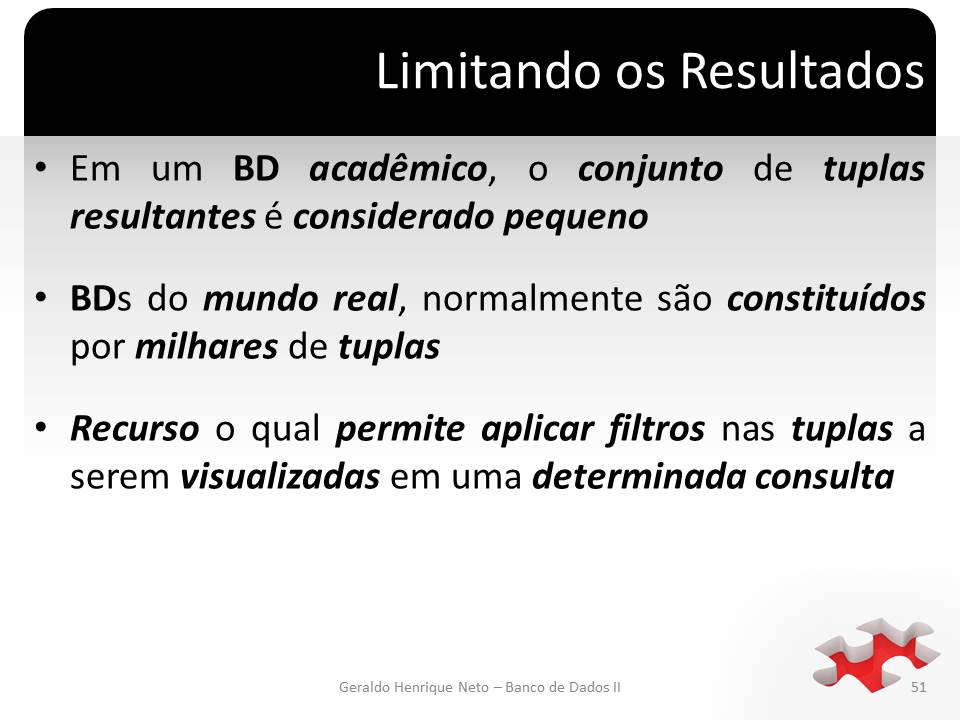 Limitando os Resultados
• Em um BD acadêmico, o conjunto de tuplas
resultantes é considerado pequeno
• BDs do mundo real, normalmente são constituídos
por milhares de tuplas
• Recurso o qual permite aplicar filtros nas tuplas a
serem visualizadas em uma determinada consulta
Geraldo Henrique Neto – Banco de Dados II
51